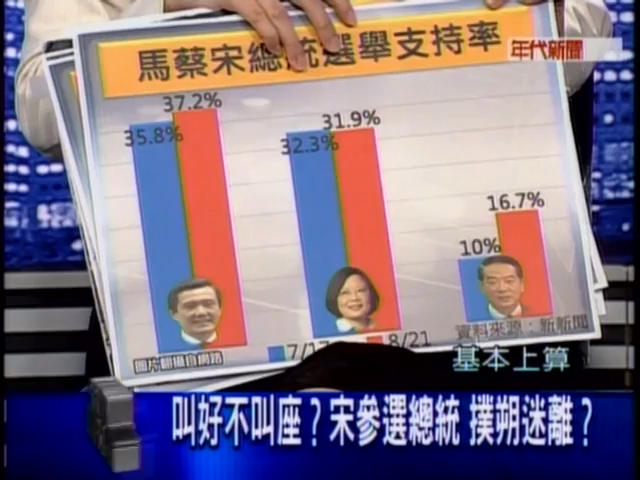 馬蔡宋總統選舉支持率
年代新聞
37.2%
35.8%
31.9%
32.3%
16.7%
10%
資料來源：新新聞
圖片翻攝自網路
8/21
基本上算
叫好不叫座？宋參選總統 撲朔迷離？